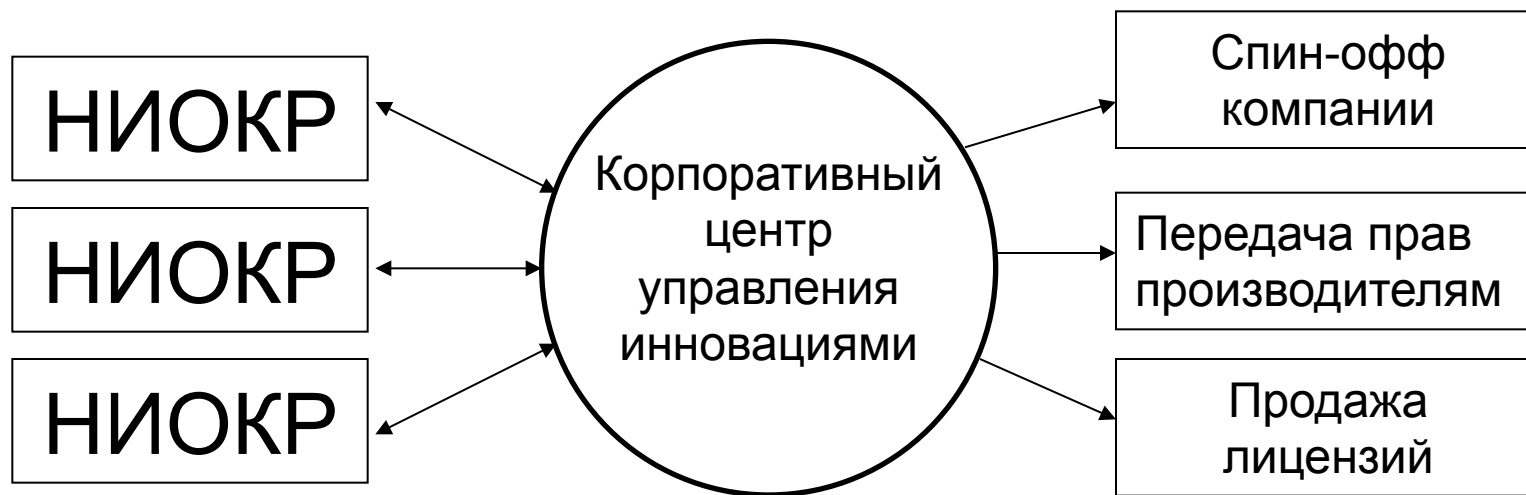 НИОКР
НИОКР
НИОКР
Корпоративный
центр
управления
инновациями
Спин-офф
компании
Передача прав
производителям
Продажа
лицензий